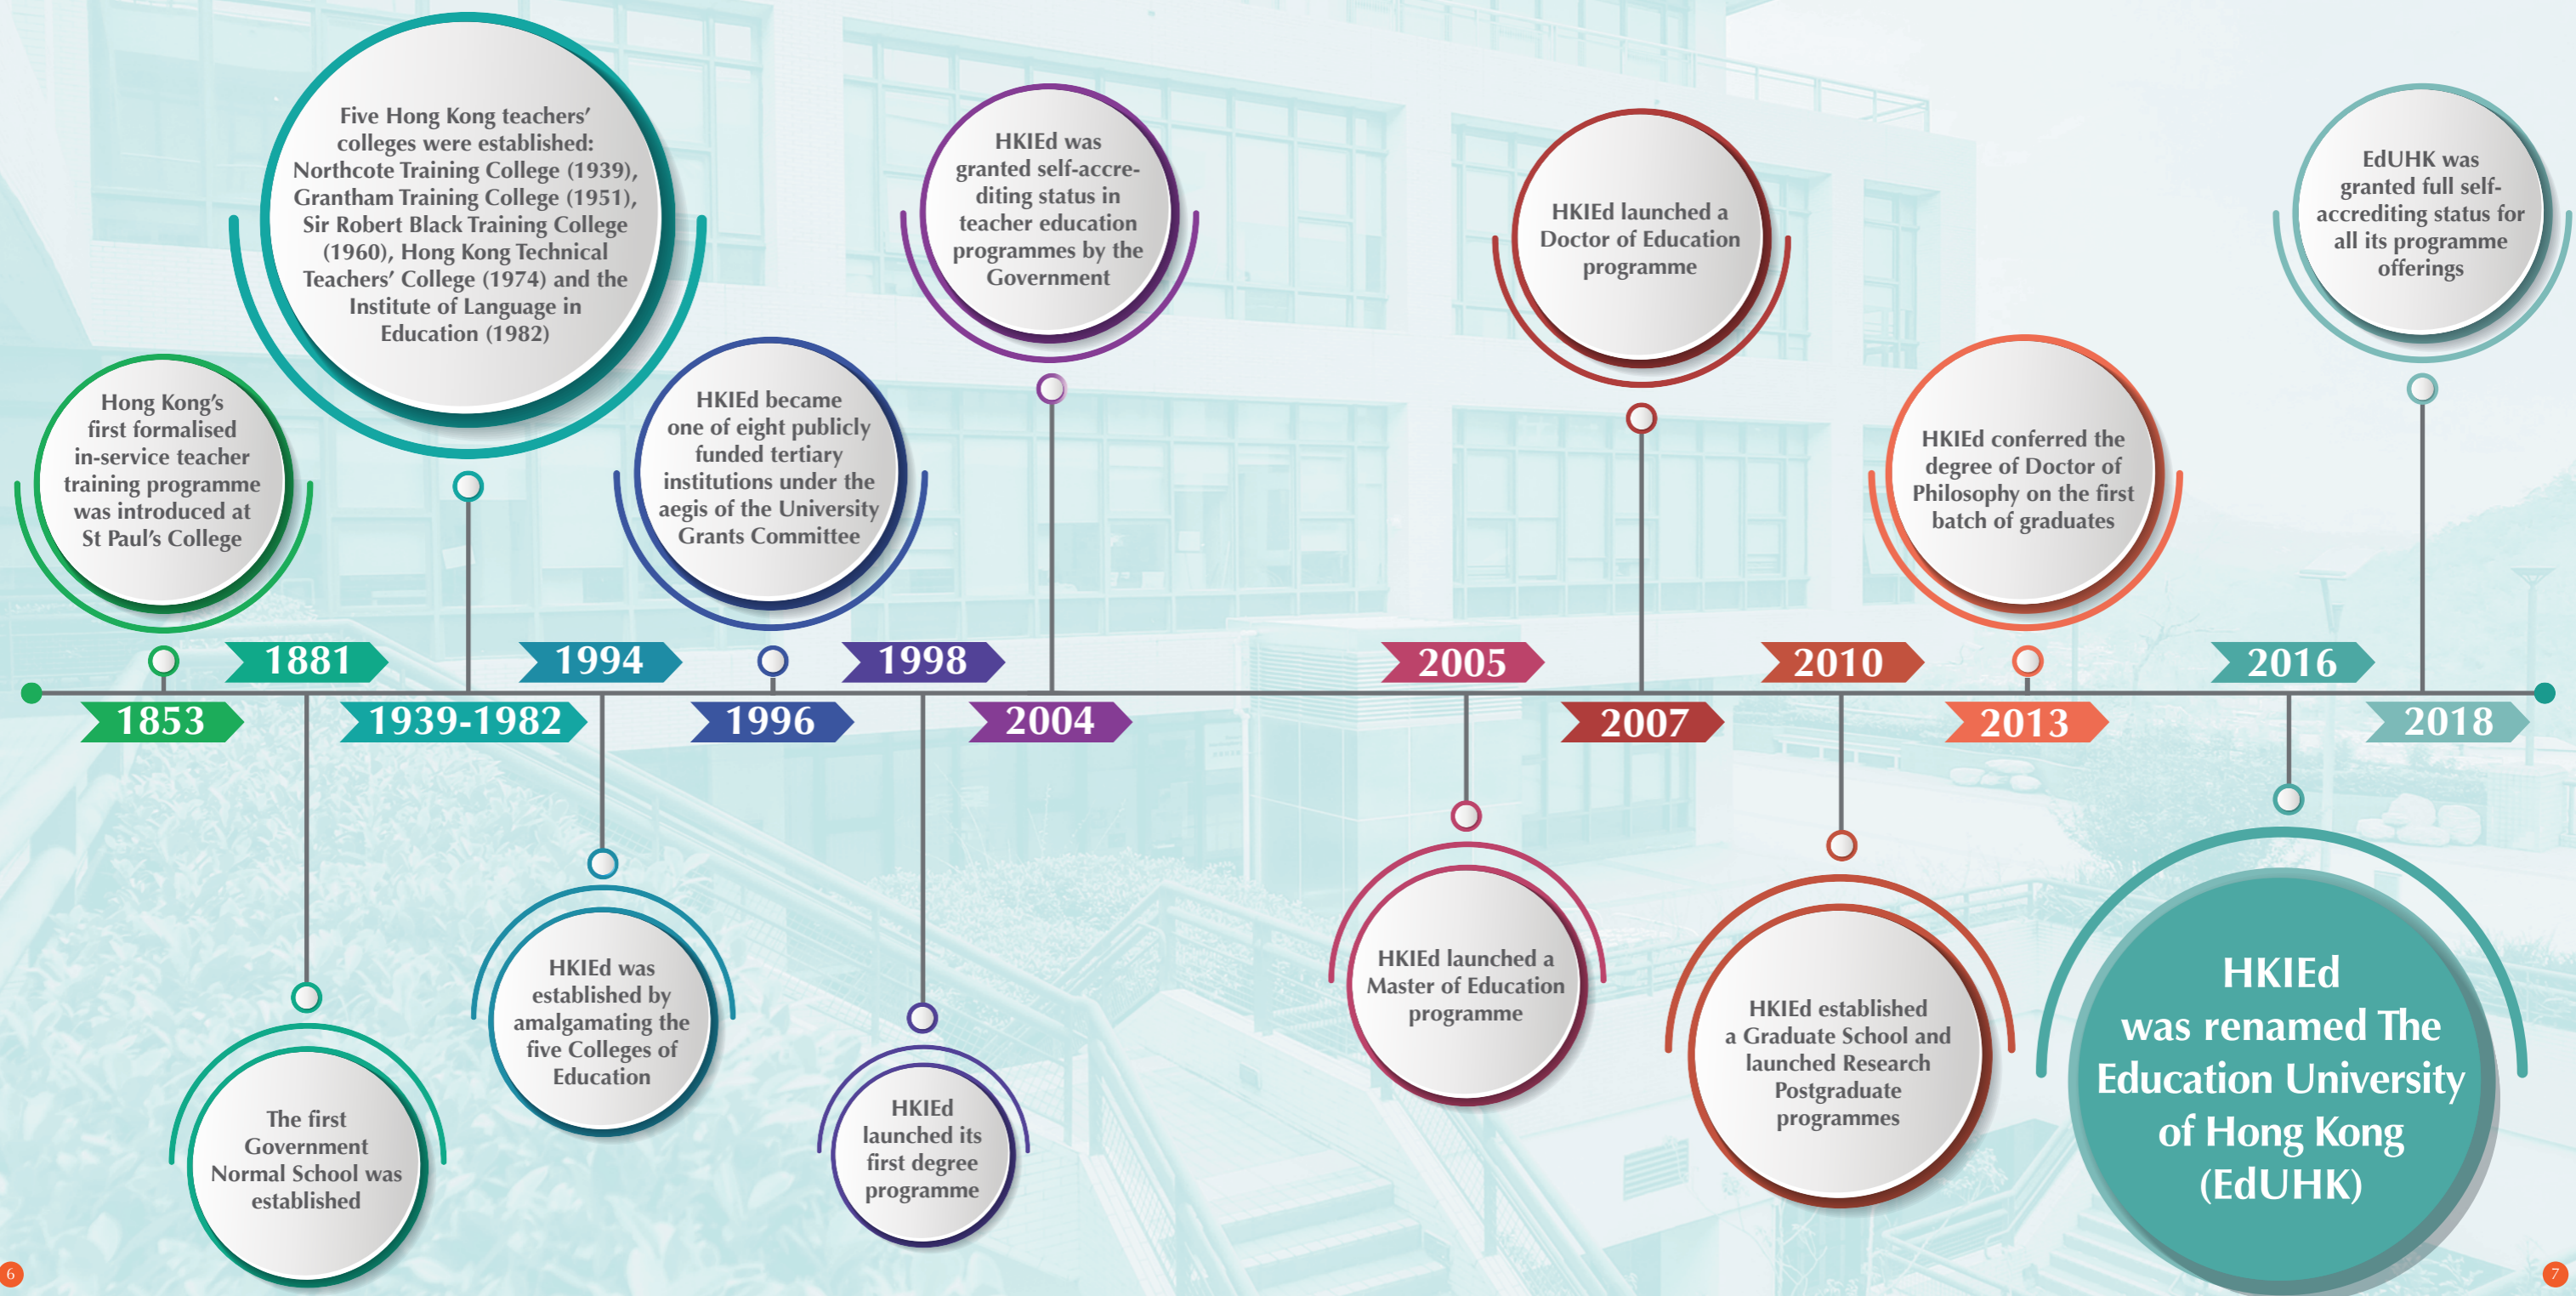 1853
Hong Kong's
first formalised
in-service teacher
training programme
was introduced at
St Paul's College
1881
The first
Government
Normal School was
established
1939-1982
Five Hong Kong teachers'
colleges were established:
Northcote Training College (1939),
Grantham Training College (1951),
Sir Robert Black Training College
(1960), Hong Kong Technical
Teachers' College (1974) and the
Institute of Language in
Education (1982)
1994
HKIEd was
established by
amalgamating the
five Colleges of
Education
1996
HKIEd became
one of eight publicly
funded tertiary
institutions under the
aegis of the University
Grants Committee
1998
HKIEd
launched its
first degree
programme
2004
HKIEd was
granted self-accre-
diting status in
teacher education
programmes by the
Government
2005
HKIEd launched a
Master of Education
programme
2007
HKIEd launched a
Doctor of Education
programme
2010
HKIEd established
a Graduate School and
launched Research
Postgraduate
programmes
2013
HKIEd conferred the
degree of Doctor of
Philosophy on the first
batch of graduates
2016
HKIEd
was renamed The
Education University
of Hong Kong
(EdUHK)
2018
EdUHK was
granted full self-
accrediting status for
all its programme
offerings
6
7